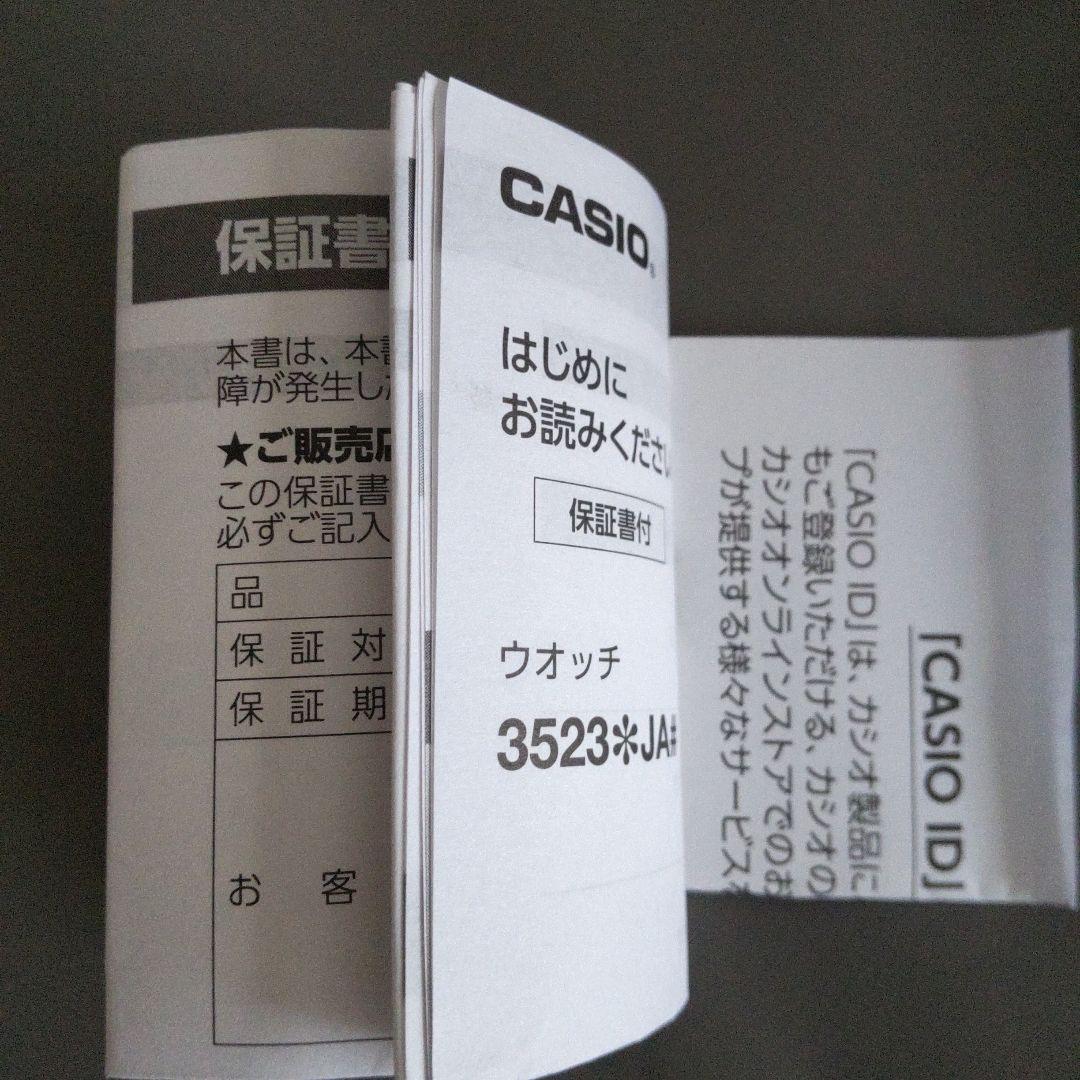 保証書
本書は、本書
障が発生した
★ご販売店
この保証書
必ずご記入
品
保証対
保証期
お客
CASIO®
はじめに
お読みくださ
保証書付
ウオッチ
3523✻JA#
「CASIO ID」
「CASIO ID」は、カシオ製品に
もご登録いただける、カシオの
カシオオンラインストアでのお
プが提供する様々なサービスを